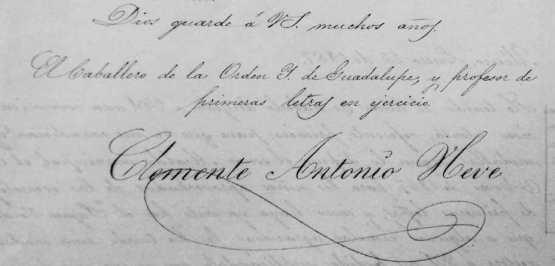 Dios guarde á VS. muchos años.
El Caballero de la Orden I. de Guadalupe, y profesor de
primeras letras en ejercicio
Clemente Antonio Neve